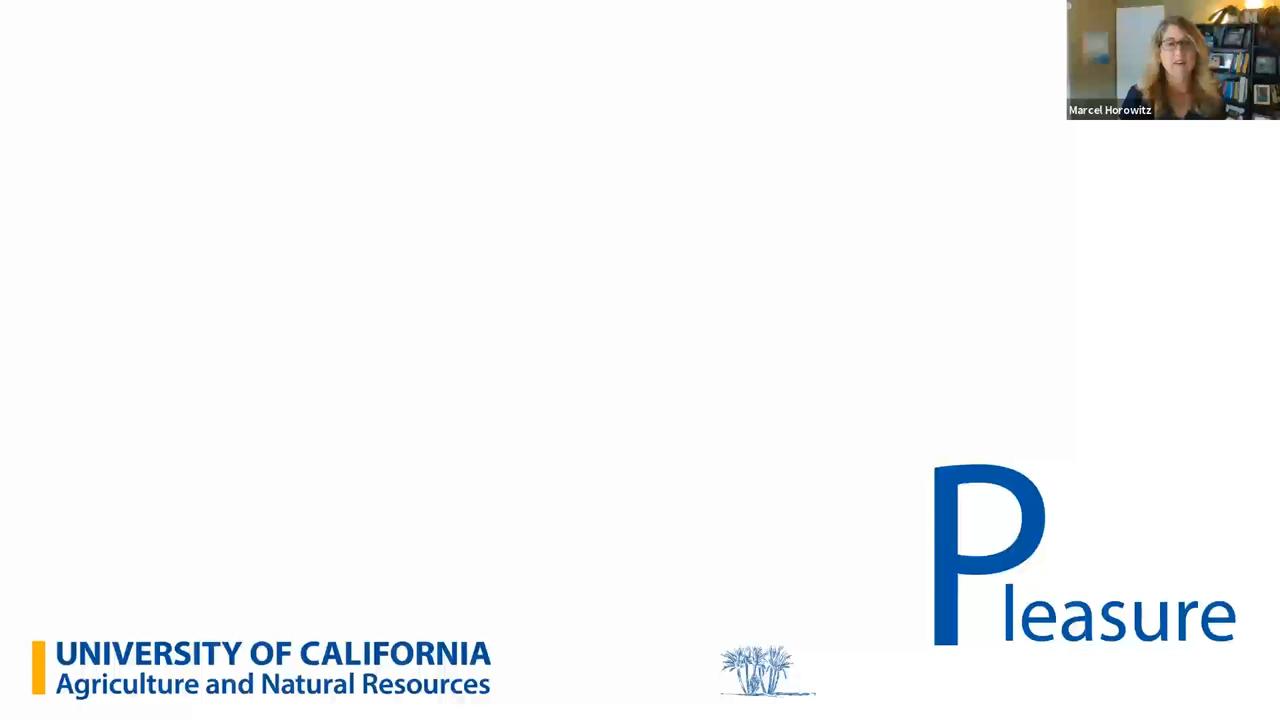 Marcel Horowitz
Pleasure
UNIVERSITY OF CALIFORNIA
Agriculture and Natural Resources